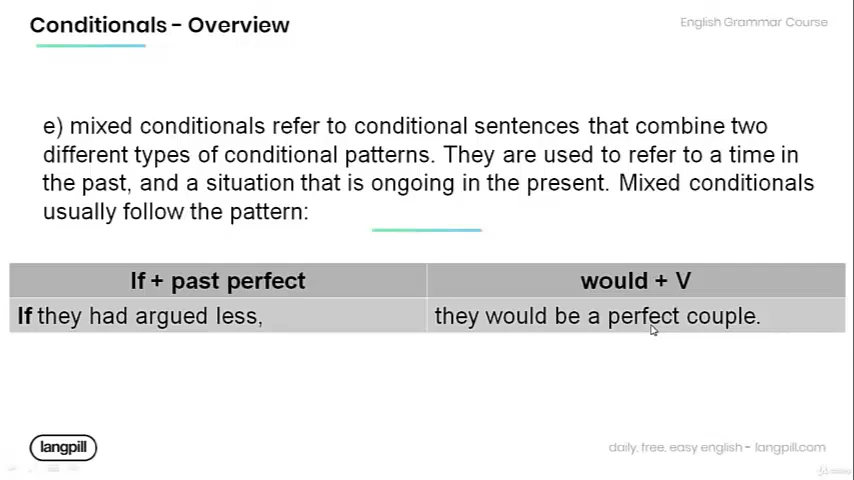 Conditionals - Overview
English Grammar Course
e) mixed conditionals refer to conditional sentences that combine two
different types of conditional patterns. They are used to refer to a time in
the past, and a situation that is ongoing in the present. Mixed conditionals
usually follow the pattern:
If + past perfect
would + V
If they had argued less,
they would be a perfect couple.
langpill
daily, free, easy english - langpill.com